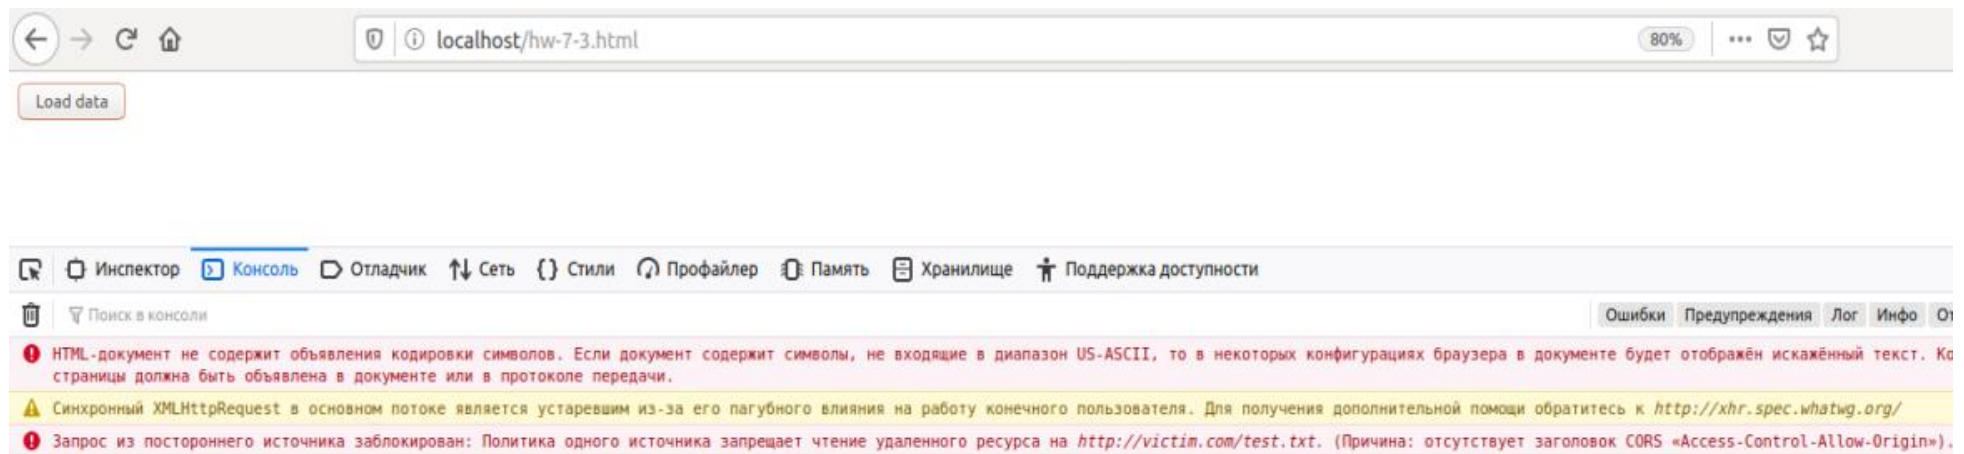 localhost/hw-7-3.html
80%
Load data
Инспектор Консоль Отладчик Сеть {} Стили Профайлер Память Хранилище Поддержка доступности
Поиск в консоли
Ошибки Предупреждения Лог Инфо
HTML-документ не содержит объявления кодировки символов. Если документ содержит символы, не входящие в диапазон US-ASCII, то в некоторых конфигурациях браузера в документе будет отображён искажённый текст.
страницы должна быть объявлена в документе или в протоколе передачи.
Синхронный XMLHttpRequest в основном потоке является устаревшим из-за его пагубного влияния на работу конечного пользователя. Для получения дополнительной помощи обратитесь к http://xhr.spec.whatwg.org/
Запрос из постороннего источника заблокирован: Политика одного источника запрещает чтение удаленного ресурса на http://victim.com/test.txt. (Причина: отсутствует заголовок CORS «Access-Control-Allow-Origin»).